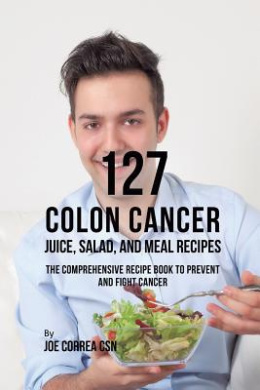 127
COLON CANCER
JUICE, SALAD, AND MEAL RECIPES
THE COMPREHENSIVE RECIPE BOOK TO PREVENT
AND FIGHT CANCER
By
JOE CORREA CSN